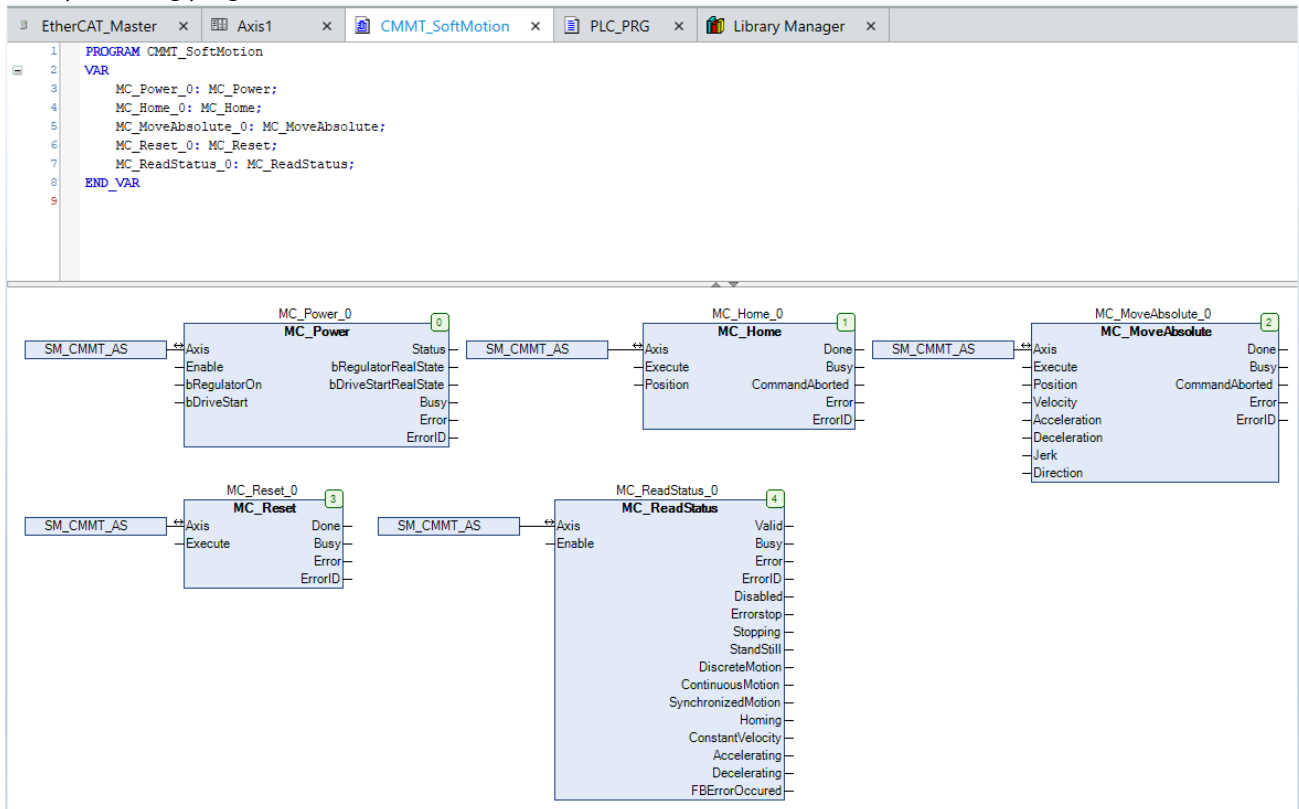 EtherCAT_Master × Axis1 × CMMT_SoftMotion × PLC_PRG × Library Manager ×
1 PROGRAM CMMT_SoftMotion
2 VAR
3 MC_Power_0: MC_Power;
4 MC_Home_0: MC_Home;
5 MC_MoveAbsolute_0: MC_MoveAbsolute;
6 MC_Reset_0: MC_Reset;
7 MC_ReadStatus_0: MC_ReadStatus;
8 END_VAR
9
MC_Power_0
0
MC_Power
SM_CMMT_AS
Axis Status
Enable bRegulatorRealState
bRegulatorOn bDriveStartRealState
bDriveStart Busy
Error
ErrorID
MC_Home_0
1
MC_Home
SM_CMMT_AS
Axis Done
Execute Busy
Position CommandAborted
Error
ErrorID
MC_MoveAbsolute_0
2
MC_MoveAbsolute
SM_CMMT_AS
Axis Done
Execute Busy
Position CommandAborted
Velocity Error
Acceleration ErrorID
Deceleration
Jerk
Direction
MC_Reset_0
3
MC_Reset
SM_CMMT_AS
Axis Done
Execute Busy
Error
ErrorID
MC_ReadStatus_0
4
MC_ReadStatus
SM_CMMT_AS
Axis Valid
Enable Busy
Error
ErrorID
Disabled
Errorstop
Stopping
StandStill
DiscreteMotion
ContinuousMotion
SynchronizedMotion
Homing
ConstantVelocity
Accelerating
Decelerating
FBErrorOccured